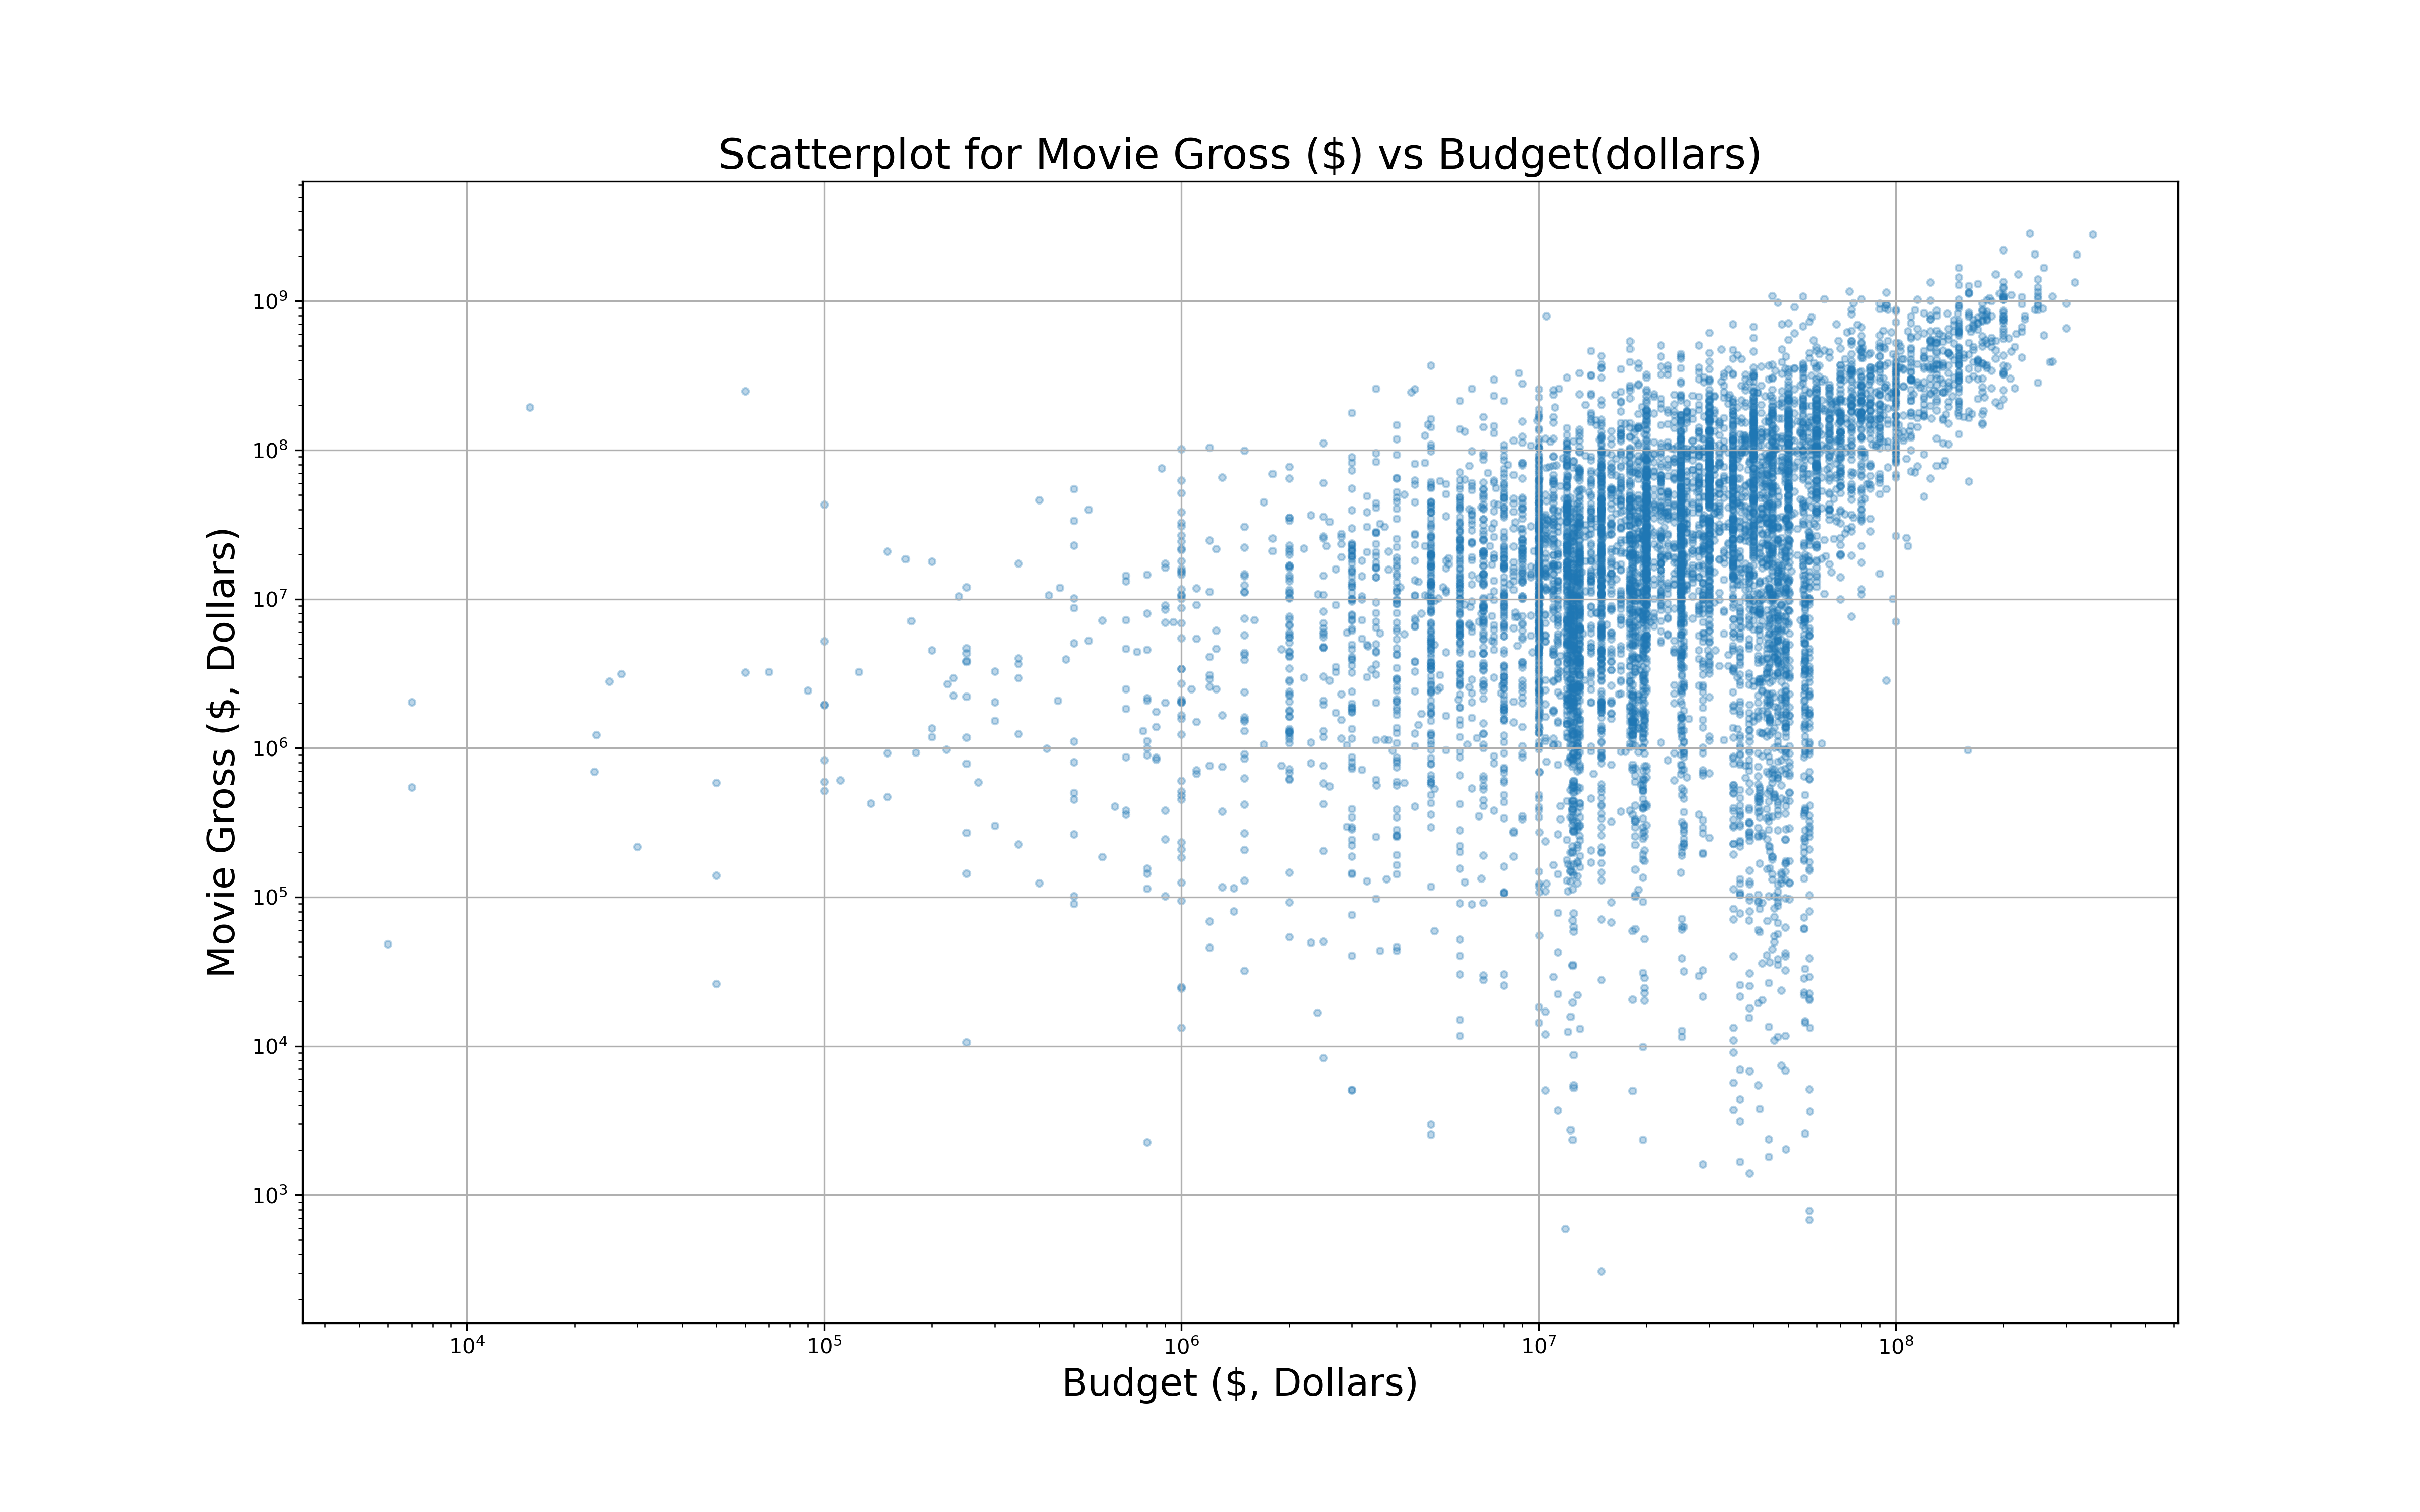 Scatterplot for Movie Gross ($) vs Budget(dollars)
Movie Gross ($, Dollars)
10⁹
10⁸
10⁷
10⁶
10⁵
10⁴
10³
10⁴ 10⁵ 10⁶ 10⁷ 10⁸
Budget ($, Dollars)